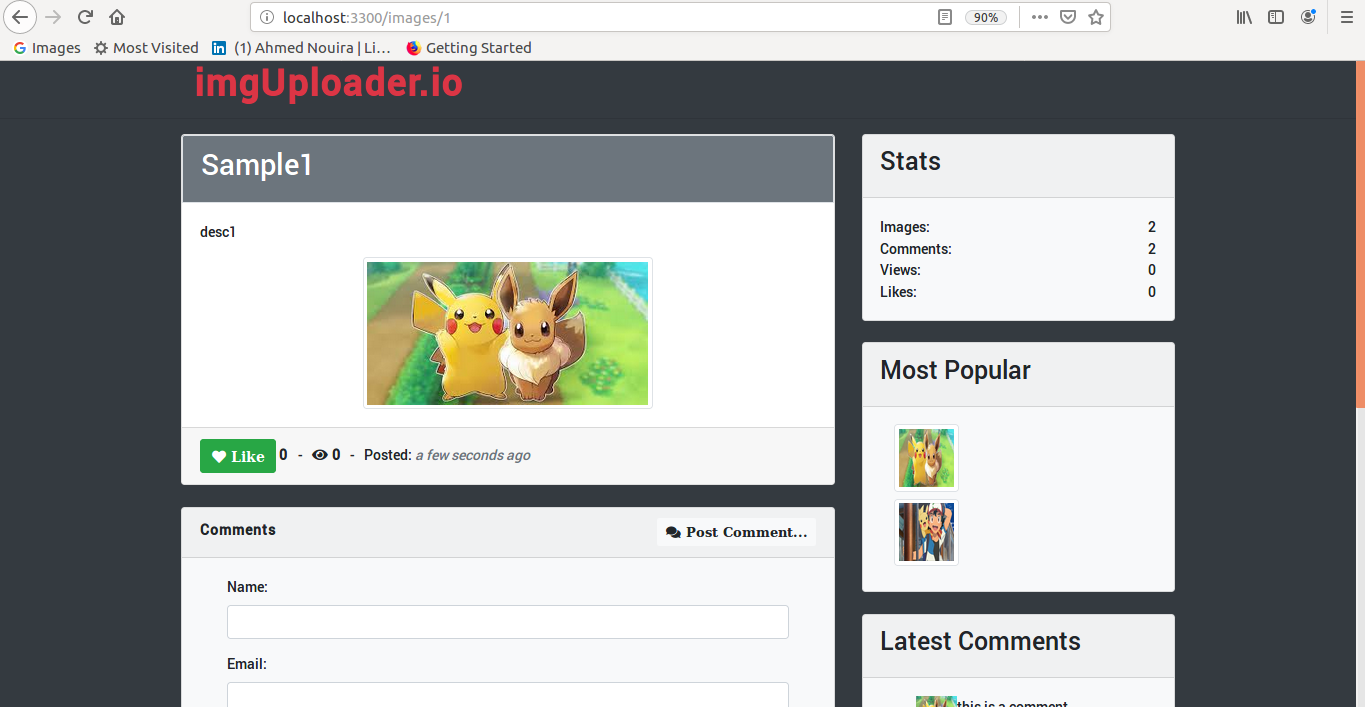 localhost:3300/images/1
90%
Images
Most Visited
(1) Ahmed Nouira | Li…
Getting Started
imgUploader.io
Sample1
desc1
Like 0 - 0 - Posted: a few seconds ago
Comments
Post Comment...
Name:
Email:
Stats
Images: 2
Comments: 2
Views: 0
Likes: 0
Most Popular
Latest Comments
this is a comment